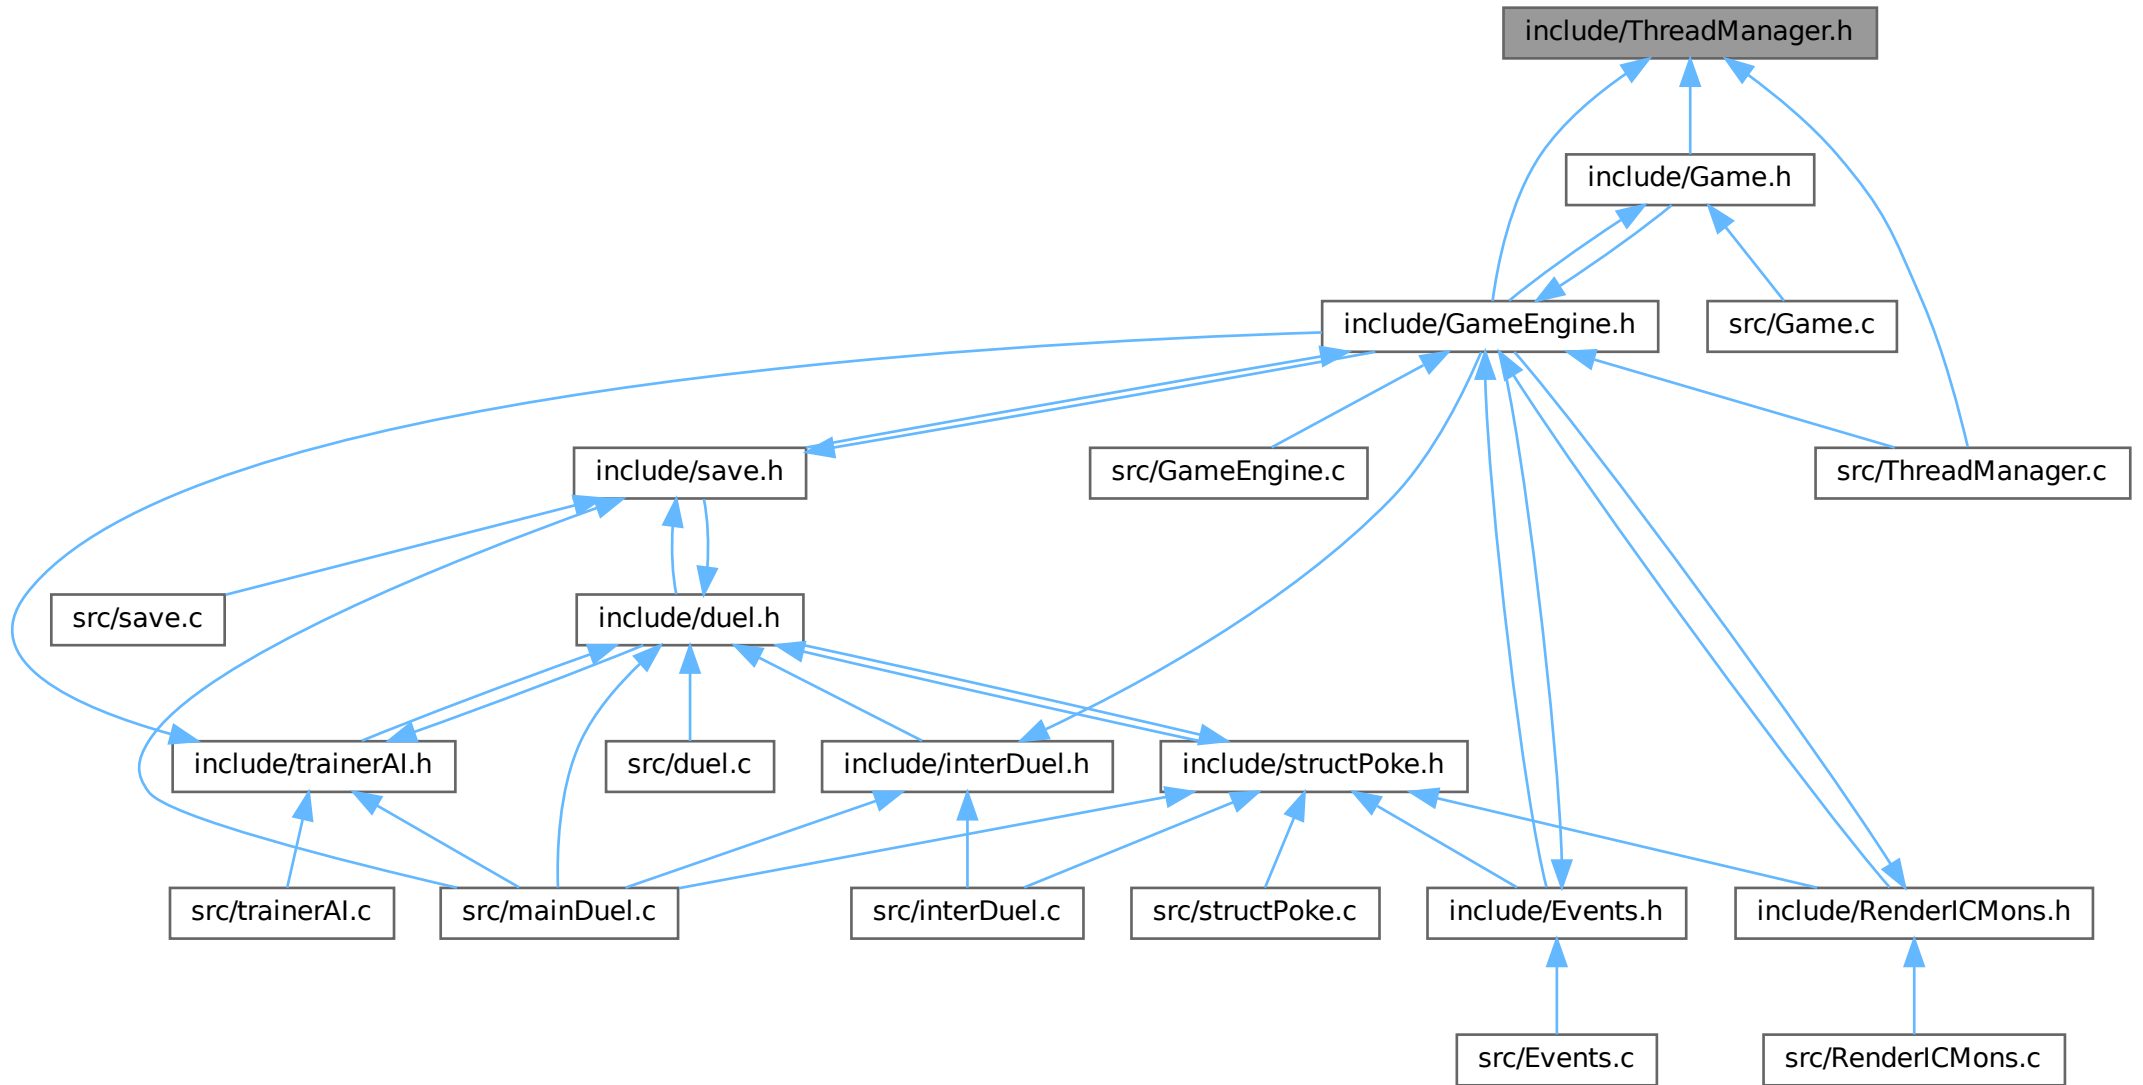 include/ThreadManager.h
include/Game.h
include/GameEngine.h
src/Game.c
include/save.h
src/GameEngine.c
src/ThreadManager.c
src/save.c
include/duel.h
include/trainerAI.h
src/duel.c
include/interDuel.h
include/structPoke.h
src/trainerAI.c
src/mainDuel.c
src/interDuel.c
src/structPoke.c
include/Events.h
include/RenderICMons.h
src/Events.c
src/RenderICMons.c